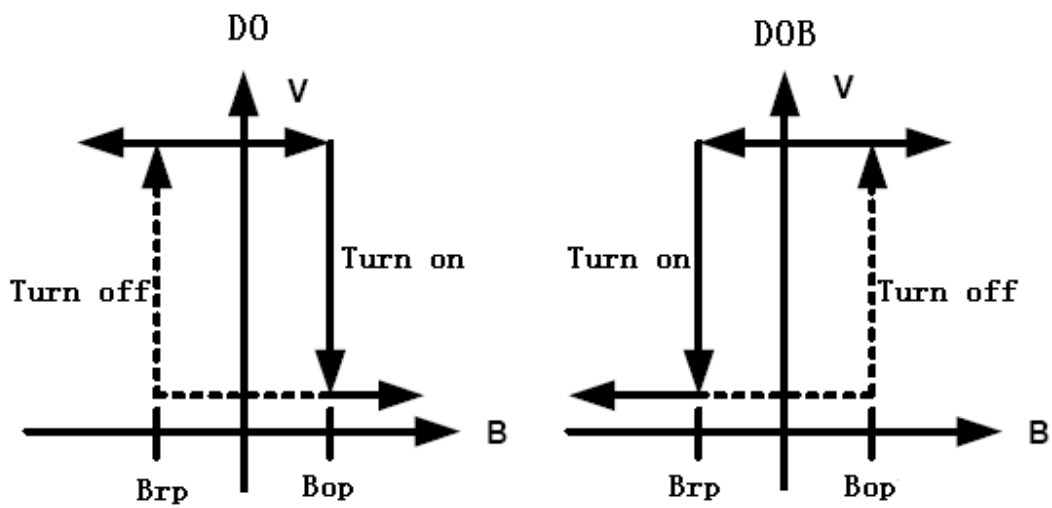 DO
V
Turn on
Turn off
B
Brp
Bop
DOB
V
Turn on
Turn off
B
Brp
Bop